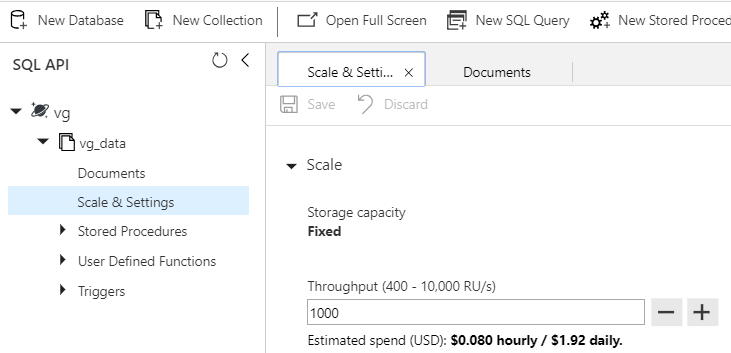 New Database New Collection Open Full Screen New SQL Query New Stored Proced
SQL API
vg
vg_data
Documents
Scale & Settings
Stored Procedures
User Defined Functions
Triggers
Scale & Setti... Documents
Save Discard
Scale
Storage capacity
Fixed
Throughput (400 - 10,000 RU/s)
1000
Estimated spend (USD): $0.080 hourly / $1.92 daily.